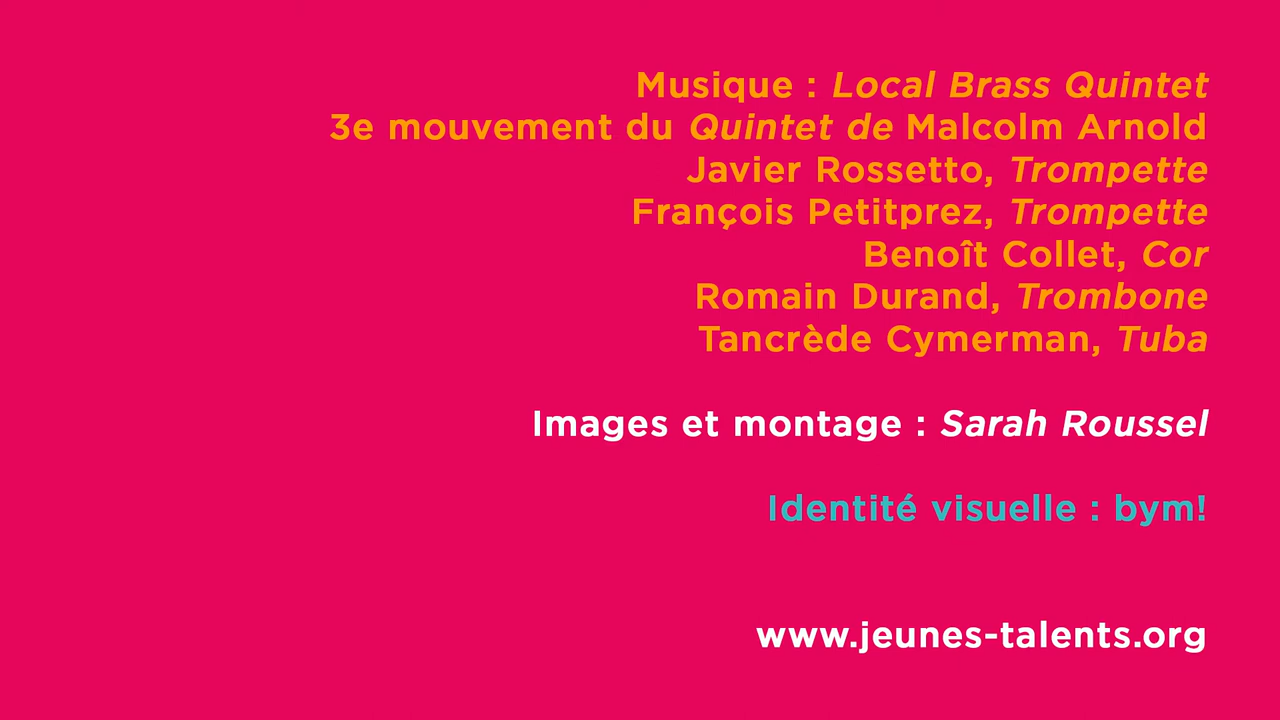 Musique : Local Brass Quintet
3e mouvement du Quintet de Malcolm Arnold
Javier Rossetto, Trompette
François Petitprez, Trompette
Benoît Collet, Cor
Romain Durand, Trombone
Tancrède Cymerman, Tuba
Images et montage : Sarah Roussel
Identité visuelle : bym!
www.jeunes-talents.org